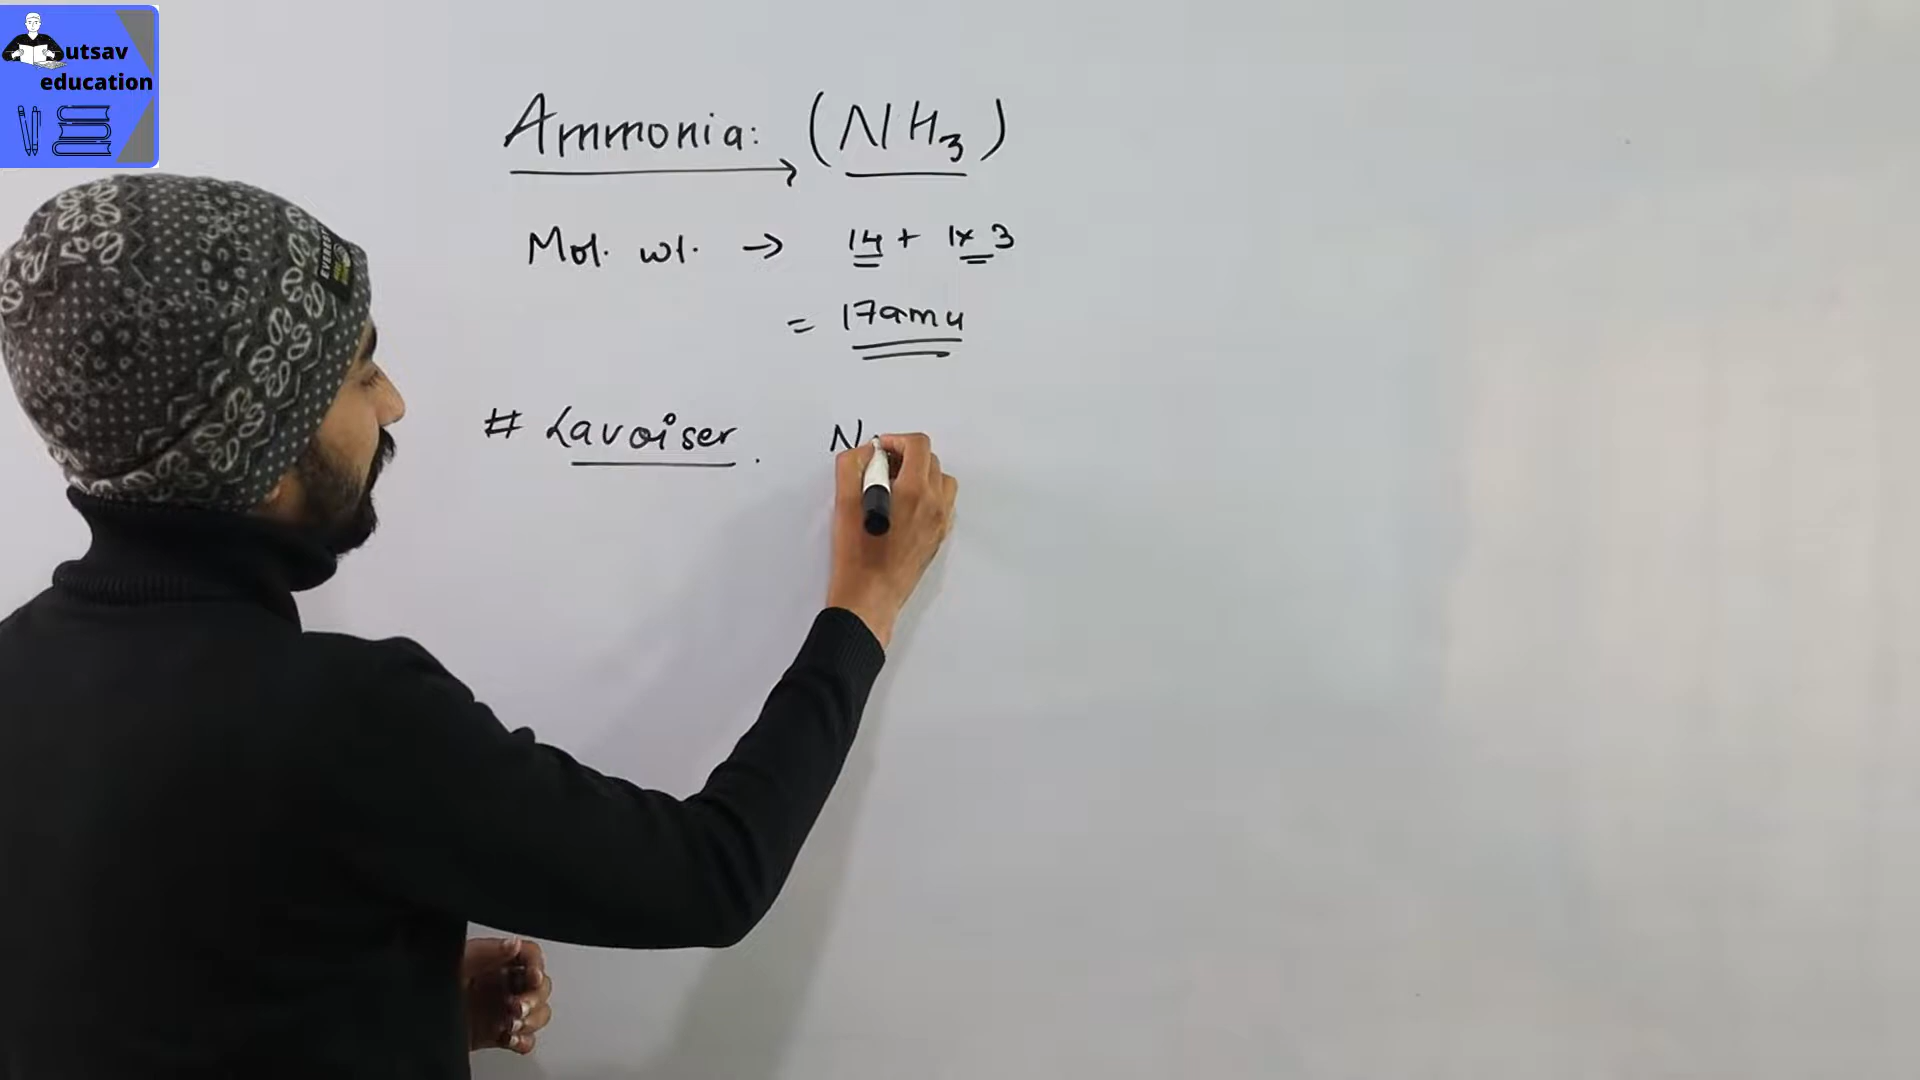 utsav
education
Ammonia: (NH3)
Mol. wt. → 14 + 1x3
= 17amu
# Lavoiser. N